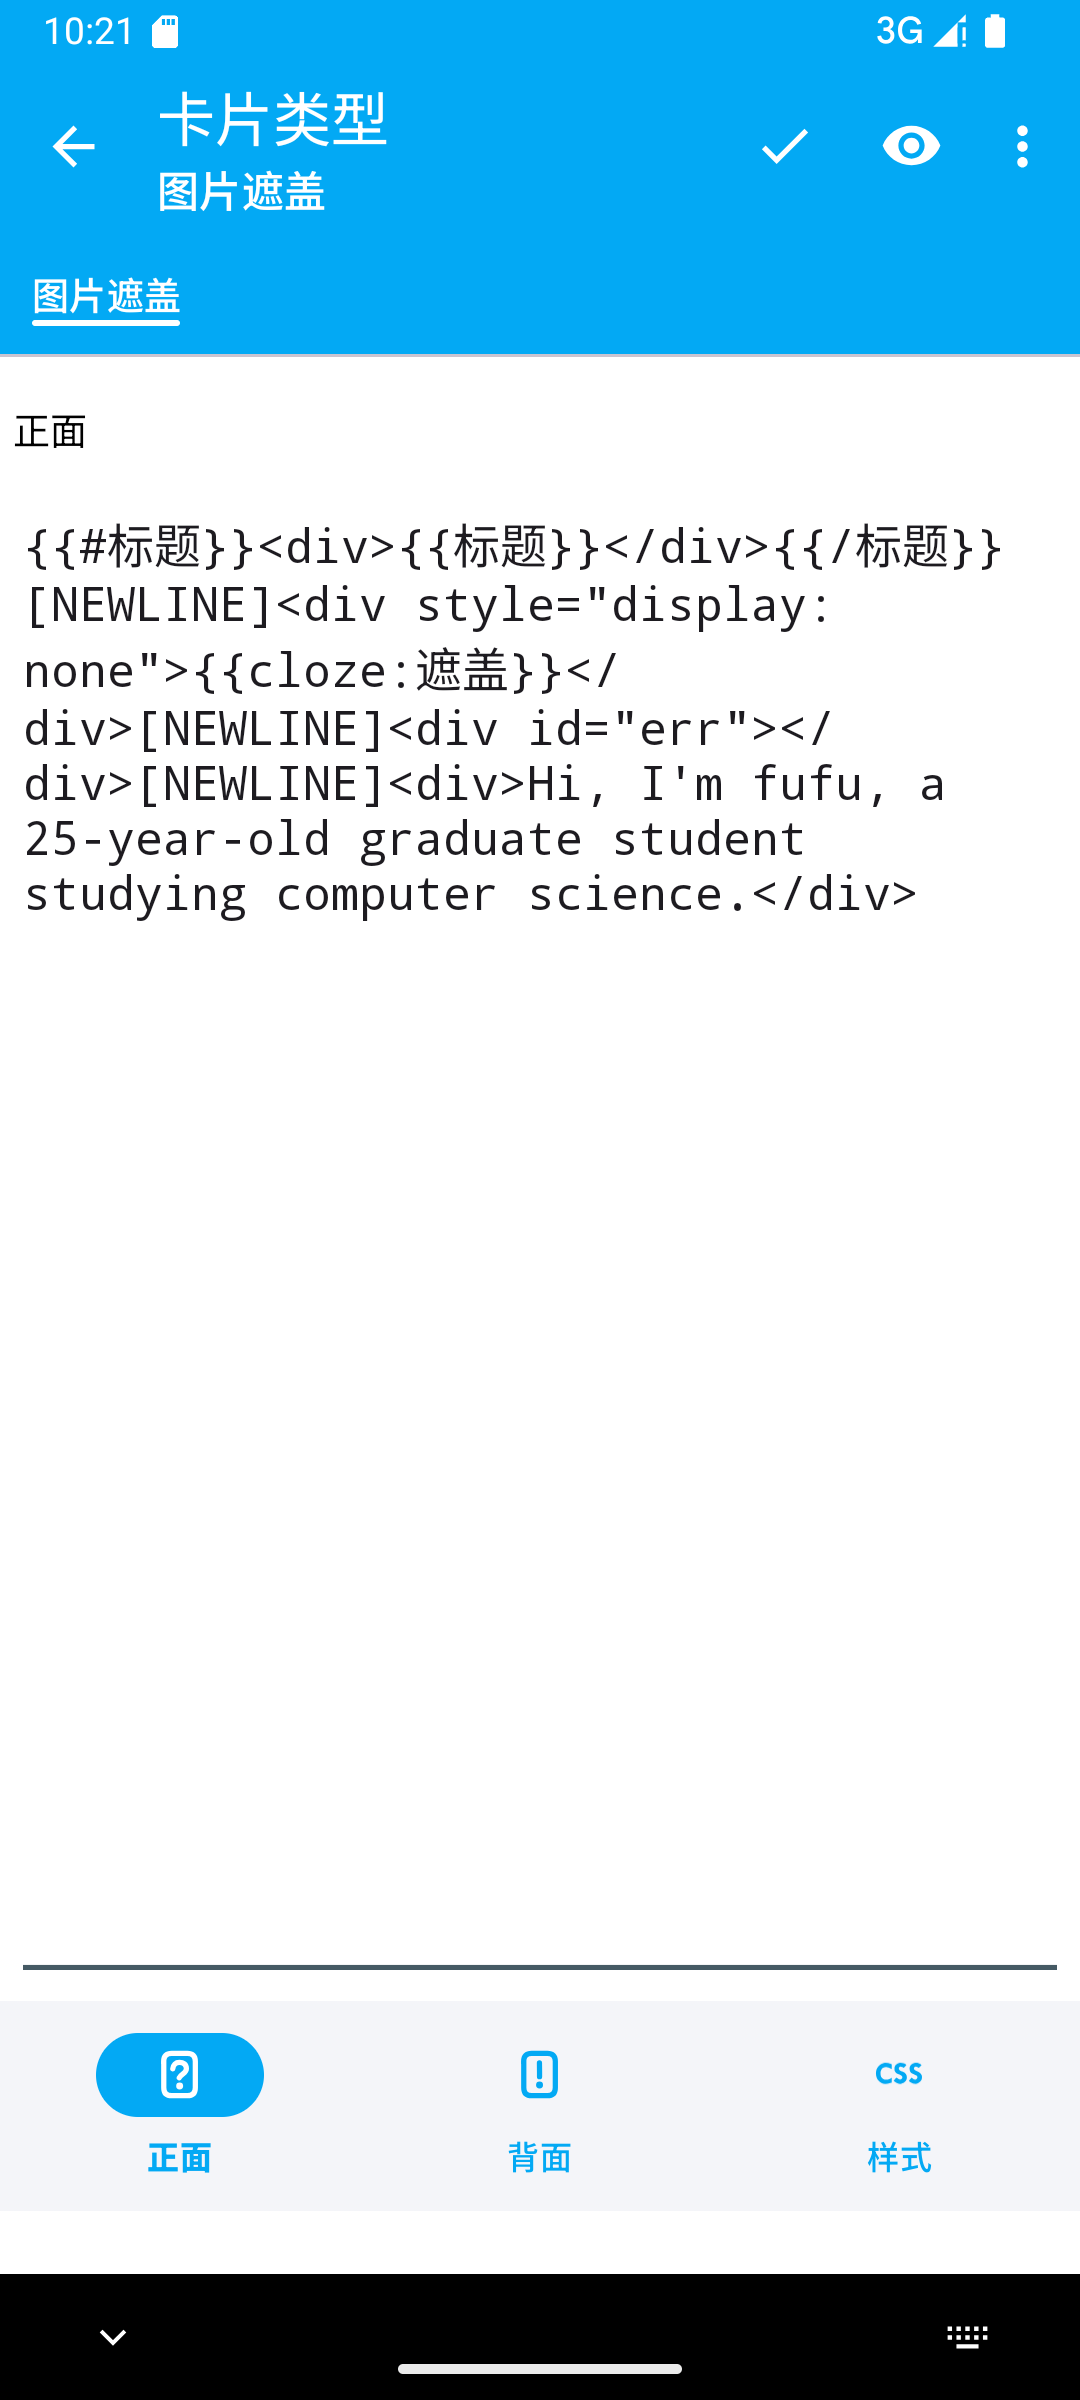 10:21
3G
卡片类型
图片遮盖
图片遮盖
正面
{{#标题}}<div>{{标题}}</div>{{/标题}}
[NEWLINE]<div style="display:
none">{{cloze:遮盖}}</
div>[NEWLINE]<div id="err"></
div>[NEWLINE]<div>Hi, I'm fufu, a
25-year-old graduate student
studying computer science.</div>
正面
背面
CSS
样式